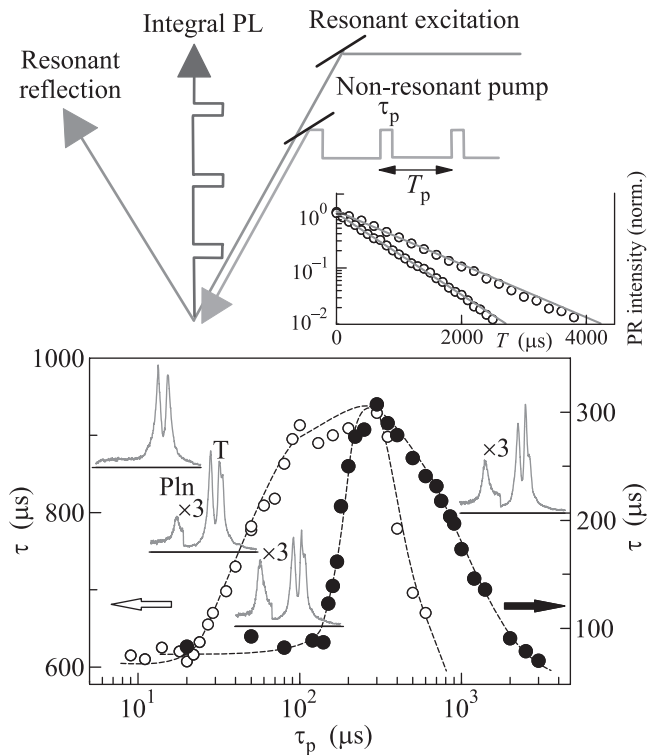 Integral PL
Resonant excitation
Resonant
reflection
Non-resonant pump
τp
Tp
10^0
10^-1
10^-2
PR intensity (norm.)
0 2000 T (μs) 4000
1000
800
600
τ (μs)
T
Pln
×3
×3
×3
300
200
100
τ (μs)
10^1 10^2 10^3
τp (μs)